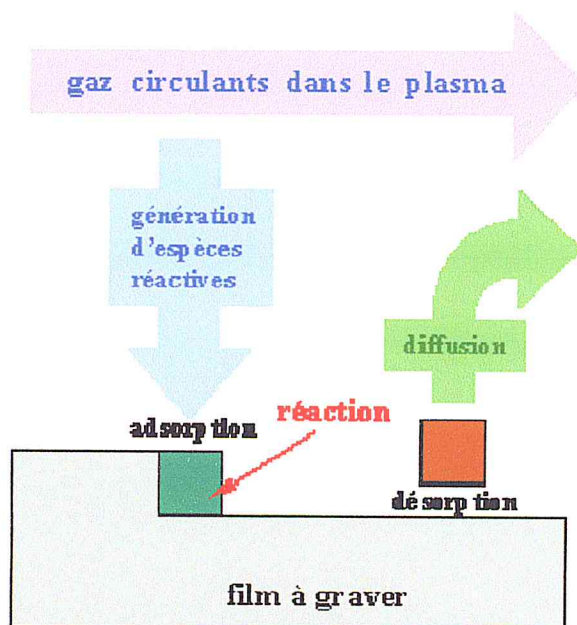 gaz circulants dans le plasma
génération
d'espèces
réactives
diffusion
réaction
adsorption
désorption
film à graver